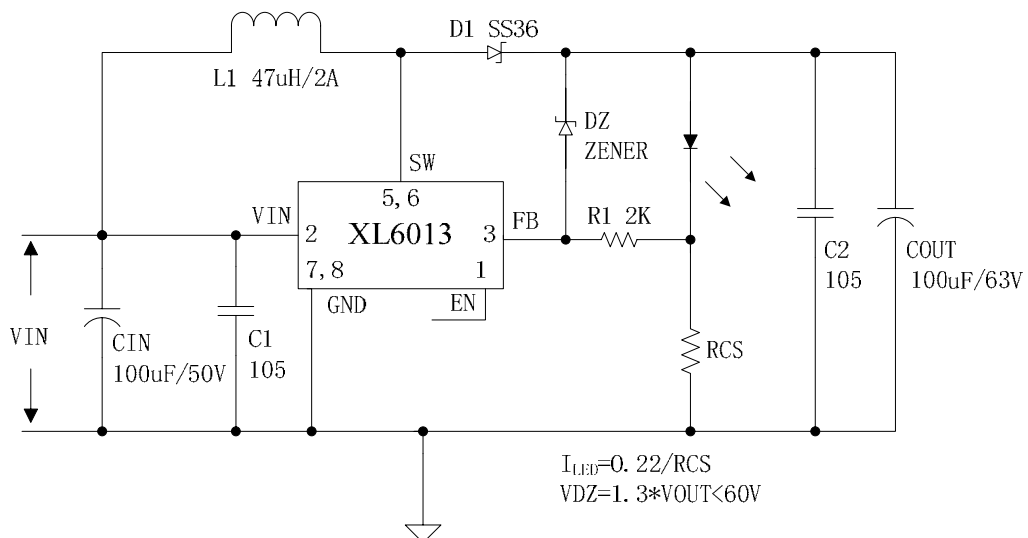 D1 SS36
L1 47uH/2A
DZ
ZENER
SW
5, 6
VIN
2
XL6013
3
FB
R1 2K
7, 8
1
GND
EN
C2
105
COUT
100uF/63V
VIN
CIN
100uF/50V
C1
105
RCS
ILED=0.22/RCS
VDZ=1.3*VOUT<60V